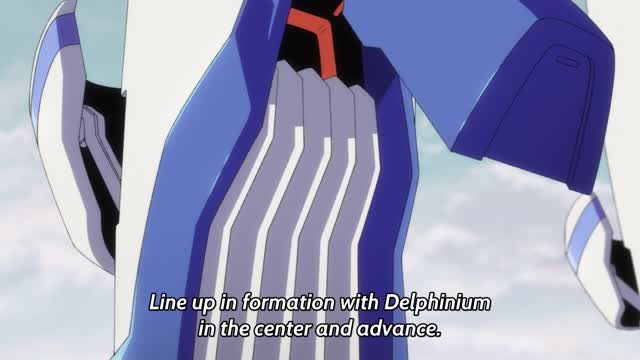 Line up in formation with Delphinium
in the center and advance.